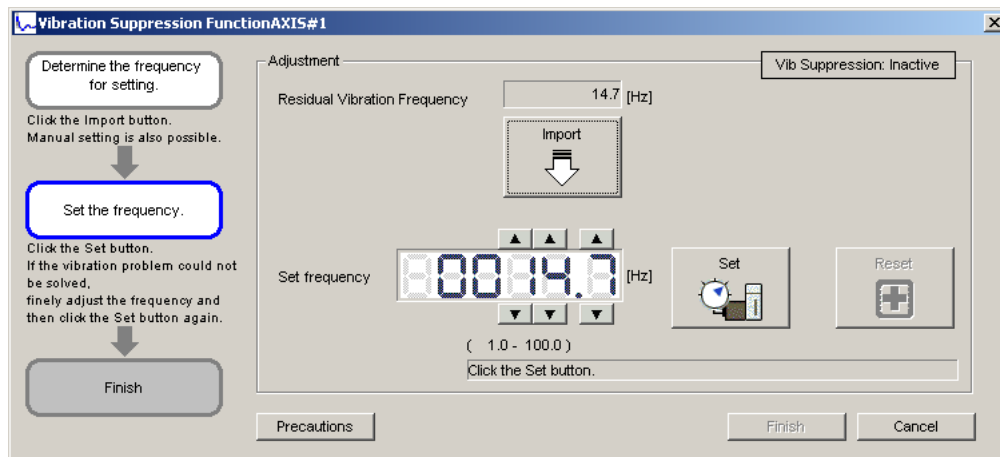 Vibration Suppression FunctionAXIS#1
Determine the frequency
for setting.
Click the Import button.
Manual setting is also possible.
Set the frequency.
Click the Set button.
If the vibration problem could not
be solved,
finely adjust the frequency and
then click the Set button again.
Finish
Adjustment
Vib Suppression: Inactive
Residual Vibration Frequency
14.7 [Hz]
Import
Set frequency
0014.7 [Hz]
Set
Reset
( 1.0 - 100.0 )
Click the Set button.
Precautions
Finish
Cancel